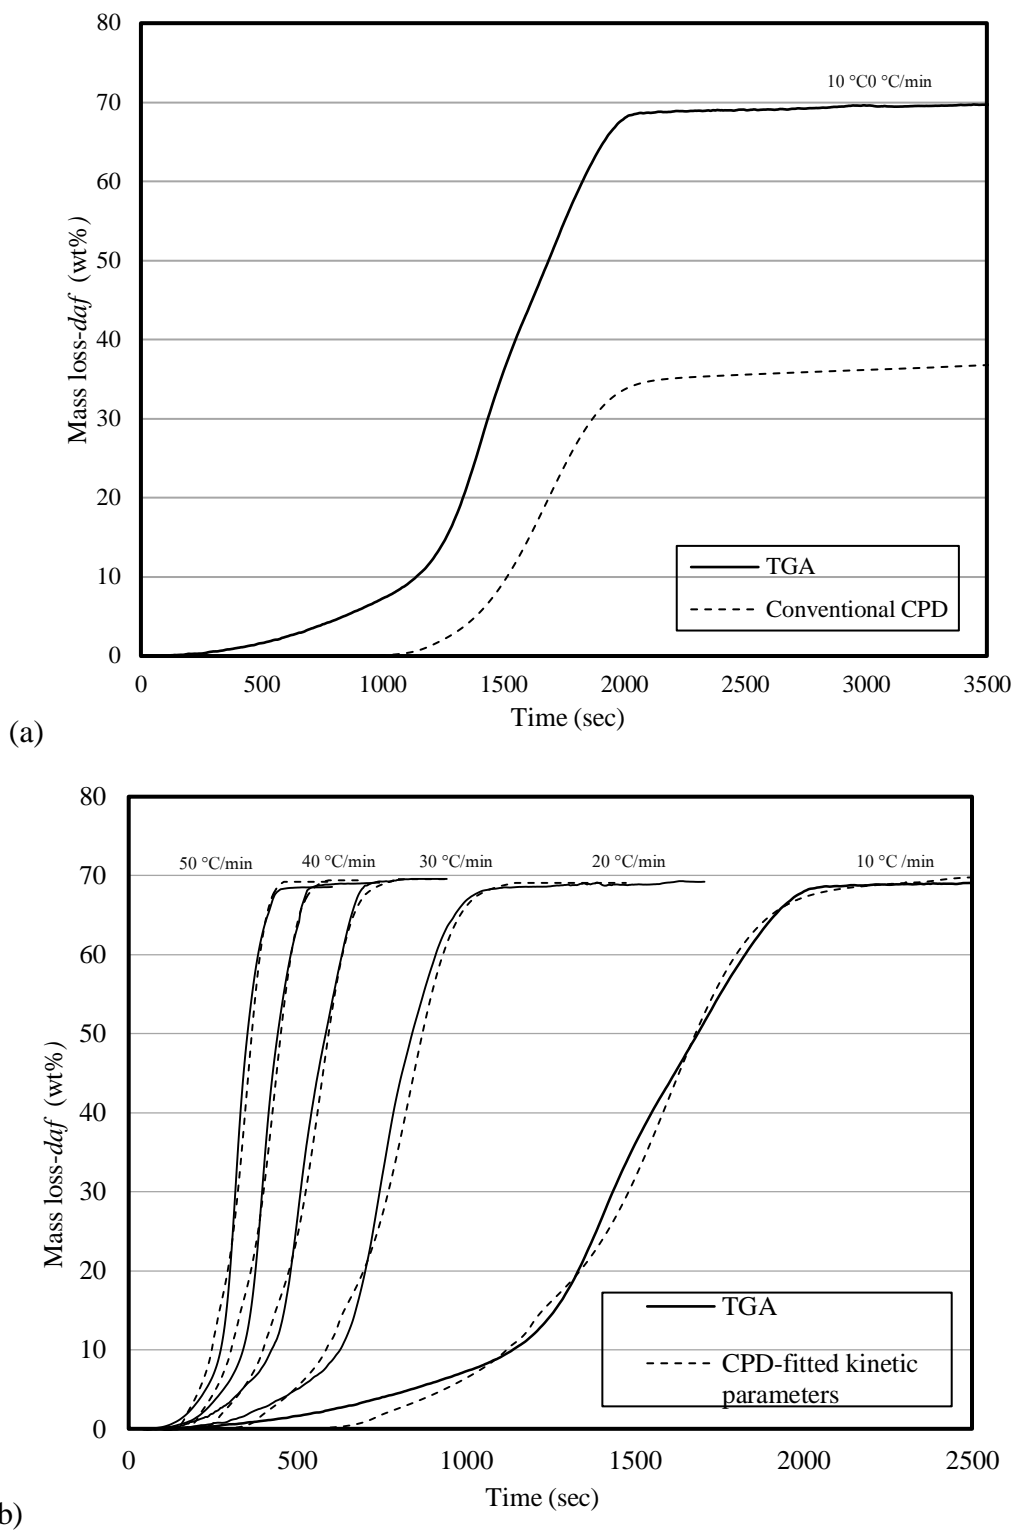 80
70
60
50
40
30
20
10
0
Mass loss-daf (wt%)
10 °C0 °C/min
TGA
Conventional CPD
0 500 1000 1500 2000 2500 3000 3500
Time (sec)
(a)
80
70
60
50
40
30
20
10
0
Mass loss-daf (wt%)
50 °C/min 40 °C/min 30 °C/min 20 °C/min 10 °C /min
TGA
CPD-fitted kinetic
parameters
0 500 1000 1500 2000 2500
Time (sec)
b)